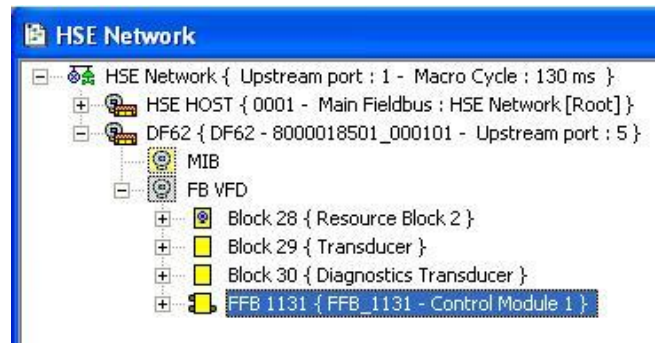 HSE Network
HSE Network { Upstream port : 1 - Macro Cycle : 130 ms }
HSE HOST { 0001 - Main Fieldbus : HSE Network [Root] }
DF62 { DF62 - 8000018501_000101 - Upstream port : 5 }
MIB
FB VFD
Block 28 { Resource Block 2 }
Block 29 { Transducer }
Block 30 { Diagnostics Transducer }
FFB 1131 { FFB_1131 - Control Module 1 }